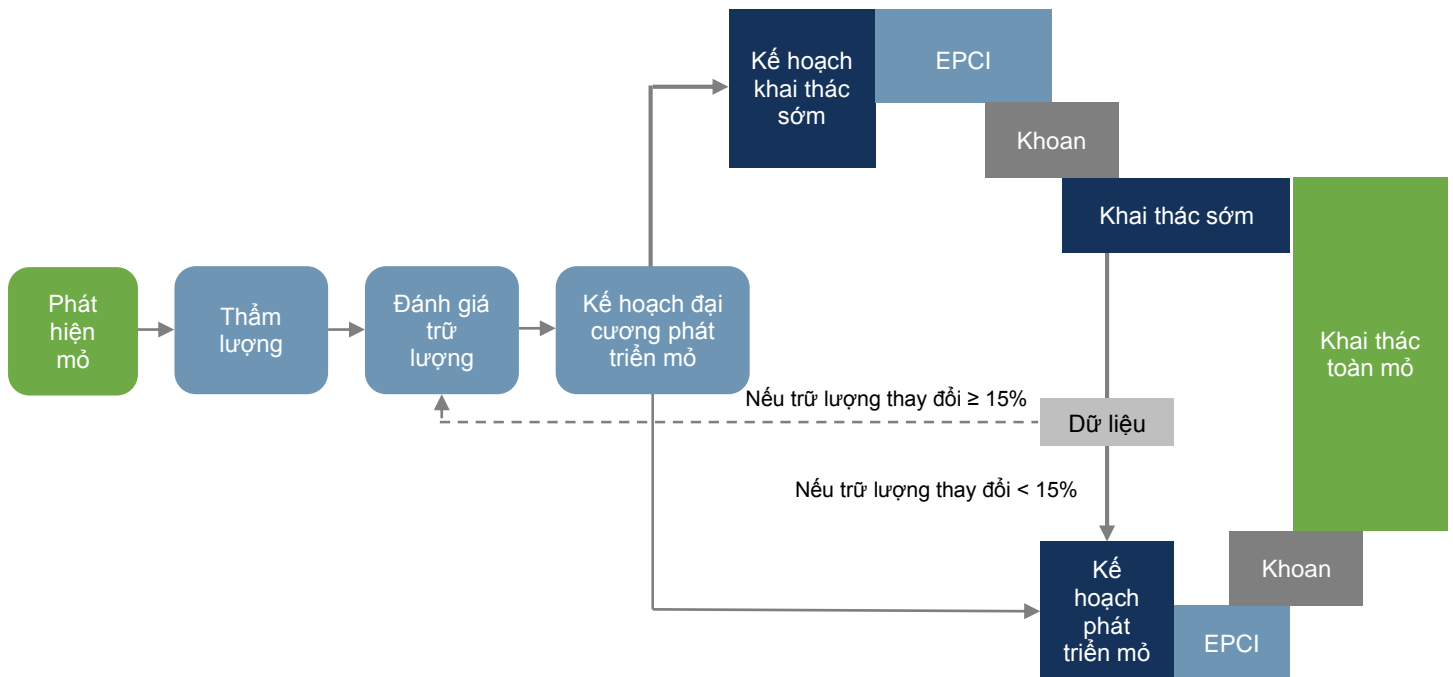 Kế hoạch
khai thác
sớm
EPCI
Khoan
Khai thác sớm
Phát
hiện
mỏ
Thẩm
lượng
Đánh giá
trữ
lượng
Kế hoạch đại
cương phát
triển mỏ
Khai thác
toàn mỏ
Nếu trữ lượng thay đổi ≥ 15%
Dữ liệu
Nếu trữ lượng thay đổi < 15%
Kế
hoạch
phát
triển mỏ
Khoan
EPCI